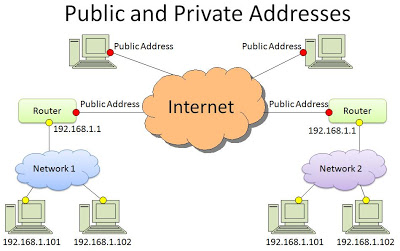 Public and Private Addresses
Public Address
Public Address
Router
Public Address
Internet
Public Address
Router
192.168.1.1
192.168.1.1
Network 1
Network 2
192.168.1.101
192.168.1.102
192.168.1.101
192.168.1.102